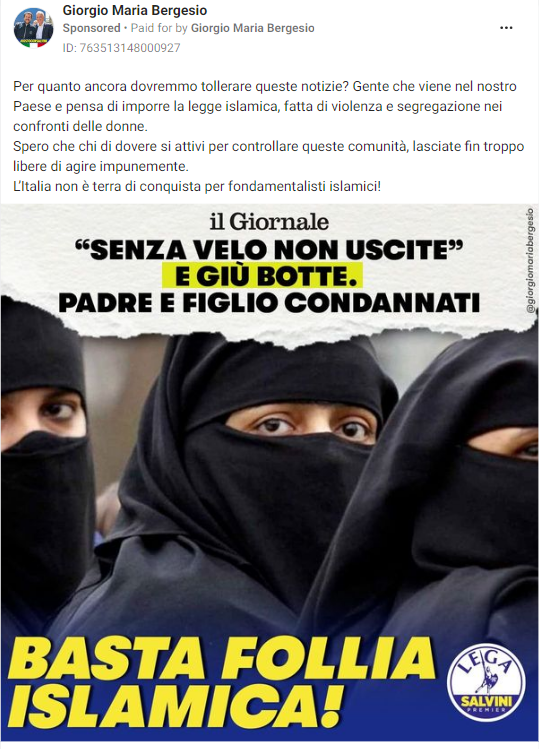 Giorgio Maria Bergesio
Sponsored • Paid for by Giorgio Maria Bergesio
ID: 763513148000927
Per quanto ancora dovremmo tollerare queste notizie? Gente che viene nel nostro
Paese e pensa di imporre la legge islamica, fatta di violenza e segregazione nei
confronti delle donne.
Spero che chi di dovere si attivi per controllare queste comunità, lasciate fin troppo
libere di agire impunemente.
L’Italia non è terra di conquista per fondamentalisti islamici!
il Giornale
“SENZA VELO NON USCITE”
E GIÙ BOTTE.
PADRE E FIGLIO CONDANNATI
@giorgiomariabergesio
BASTA FOLLIA
ISLAMICA!
LEGA
SALVINI
PREMIER